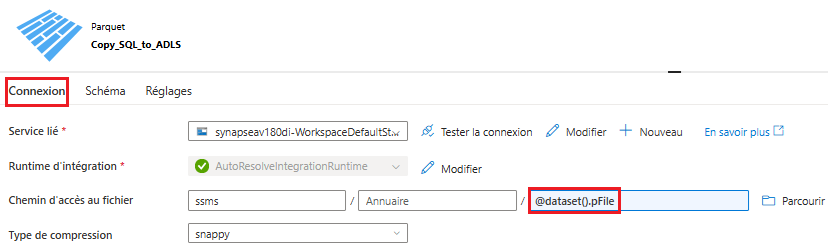 Parquet
Copy_SQL_to_ADLS
Connexion Schéma Réglages
Service lié * synapseav180di-WorkspaceDefaultSt... Tester la connexion Modifier Nouveau En savoir plus
Runtime d'intégration * AutoResolveIntegrationRuntime Modifier
Chemin d'accès au fichier ssms / Annuaire / @dataset().pFile Parcourir
Type de compression snappy